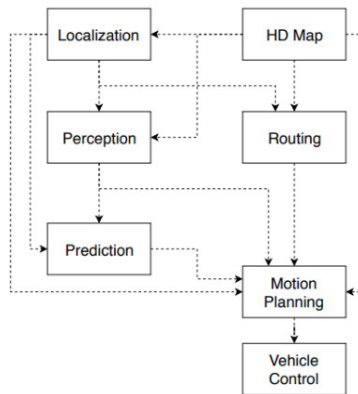 Localization
HD Map
Perception
Routing
Prediction
Motion
Planning
Vehicle
Control